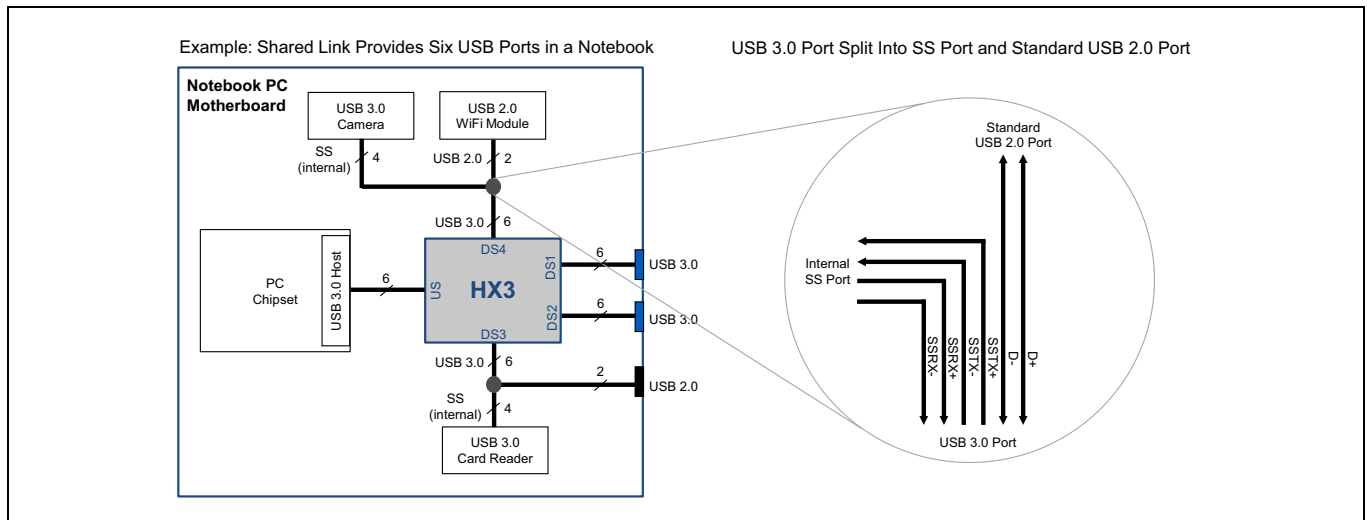 Example: Shared Link Provides Six USB Ports in a Notebook
USB 3.0 Port Split Into SS Port and Standard USB 2.0 Port
Notebook PC
Motherboard
USB 3.0
Camera
USB 2.0
WiFi Module
SS
(internal)
4
USB 2.0
2
USB 3.0
6
DS4
PC
Chipset
USB 3.0 Host
6
US
HX3
DS1
6
USB 3.0
DS2
6
USB 3.0
DS3
USB 3.0
6
2
USB 2.0
SS
(internal)
4
USB 3.0
Card Reader
Standard
USB 2.0 Port
Internal
SS Port
SSRX-
SSRX+
SSTX-
SSTX+
D-
D+
USB 3.0 Port